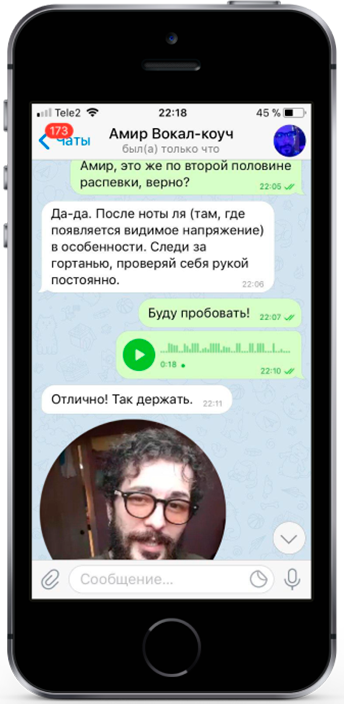 Tele2 22:18 45 %
173
Чаты
Амир Вокал-коуч
был(а) только что
Амир, это же по второй половине
распевки, верно?
22:05
Да-да. После ноты ля (там, где
появляется видимое напряжение)
в особенности. Следи за
гортанью, проверяй себя рукой
постоянно.
22:06
Буду пробовать! 22:07
0:18 22:10
Отлично! Так держать. 22:11
Сообщение...